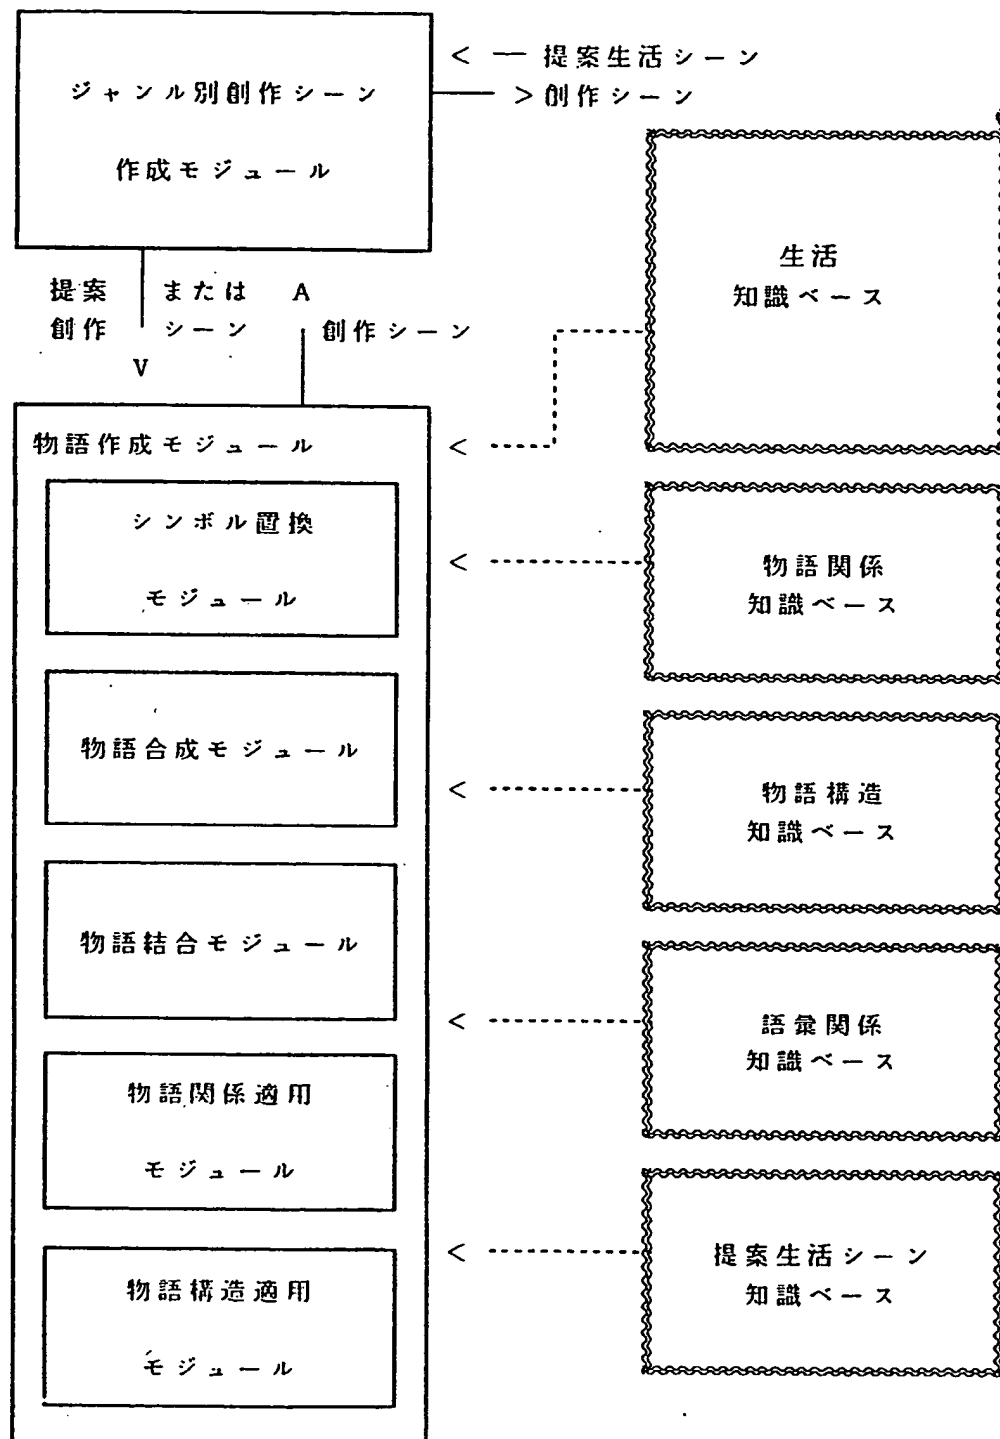 < ― 提案生活シーン
ジャンル別創作シーン
> 創作シーン
作成モジュール
生活
知識ベース
提案 または A
創作 シーン 創作シーン
V
物語作成モジュール <
シンボル置換
モジュール
<
物語関係
知識ベース
物語合成モジュール
<
物語構造
知識ベース
物語結合モジュール
<
語彙関係
知識ベース
物語関係適用
モジュール
<
提案生活シーン
知識ベース
物語構造適用
モジュール